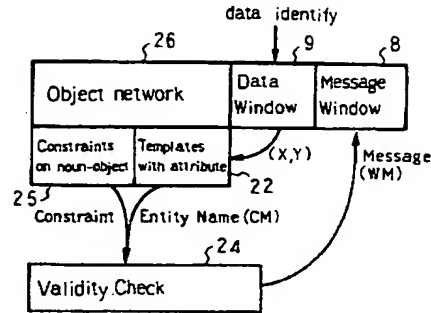 data identify
26
9
8
Object network
Data
Window
Message
Window
Constraints
on noun-object
Templates
with attribute
(X,Y)
Message
(WM)
25
22
Constraint
Entity Name(CM)
24
Validity.Check